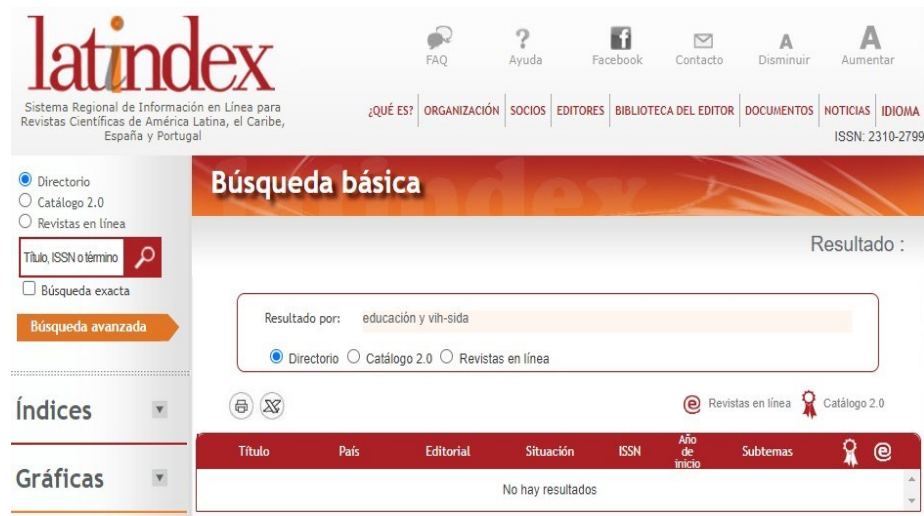 latindex
Sistema Regional de Información en Línea para
Revistas Científicas de América Latina, el Caribe,
España y Portugal
FAQ
Ayuda
Facebook
Contacto
A
Disminuir
A
Aumentar
¿QUÉ ES? ORGANIZACIÓN SOCIOS EDITORES BIBLIOTECA DEL EDITOR DOCUMENTOS NOTICIAS IDIOMA
ISSN: 2310-2799
Directorio
Catálogo 2.0
Revistas en línea
Título, ISSN o término
Búsqueda exacta
Búsqueda avanzada
Índices
Gráficas
Búsqueda básica
Resultado :
Resultado por: educación y vih-sida
Directorio Catálogo 2.0 Revistas en línea
Revistas en línea Catálogo 2.0
Título País Editorial Situación ISSN Año de inicio Subtemas
No hay resultados